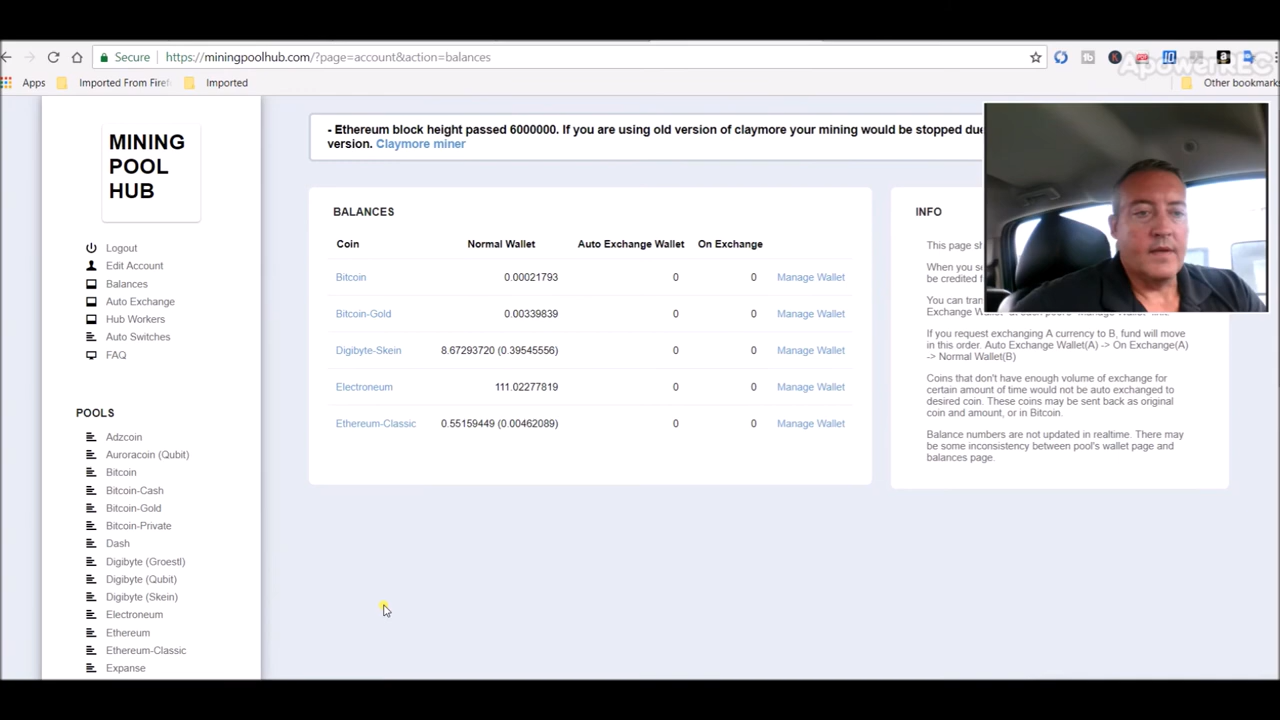 Secure https://miningpoolhub.com/?page=account&action=balances
ApowerREC
Apps Imported From Firef Imported Other bookmarks
MINING
POOL
HUB
Logout
Edit Account
Balances
Auto Exchange
Hub Workers
Auto Switches
FAQ
POOLS
Adzcoin
Auroracoin (Qubit)
Bitcoin
Bitcoin-Cash
Bitcoin-Gold
Bitcoin-Private
Dash
Digibyte (Groestl)
Digibyte (Qubit)
Digibyte (Skein)
Electroneum
Ethereum
Ethereum-Classic
Expanse
- Ethereum block height passed 6000000. If you are using old version of claymore your mining would be stopped due
version. Claymore miner
BALANCES
Coin Normal Wallet Auto Exchange Wallet On Exchange
Bitcoin 0.00021793 0 0 Manage Wallet
Bitcoin-Gold 0.00339839 0 0 Manage Wallet
Digibyte-Skein 8.67293720 (0.39545556) 0 0 Manage Wallet
Electroneum 111.02277819 0 0 Manage Wallet
Ethereum-Classic 0.55159449 (0.00462089) 0 0 Manage Wallet
INFO
This page sh
When you se
be credited
You can tran
If you request exchanging A currency to B, fund will move
in this order. Auto Exchange Wallet(A) -> On Exchange(A)
-> Normal Wallet(B)
Coins that don't have enough volume of exchange for
certain amount of time would not be auto exchanged to
desired coin. These coins may be sent back as original
coin and amount, or in Bitcoin.
Balance numbers are not updated in realtime. There may
be some inconsistency between pool's wallet page and
balances page.